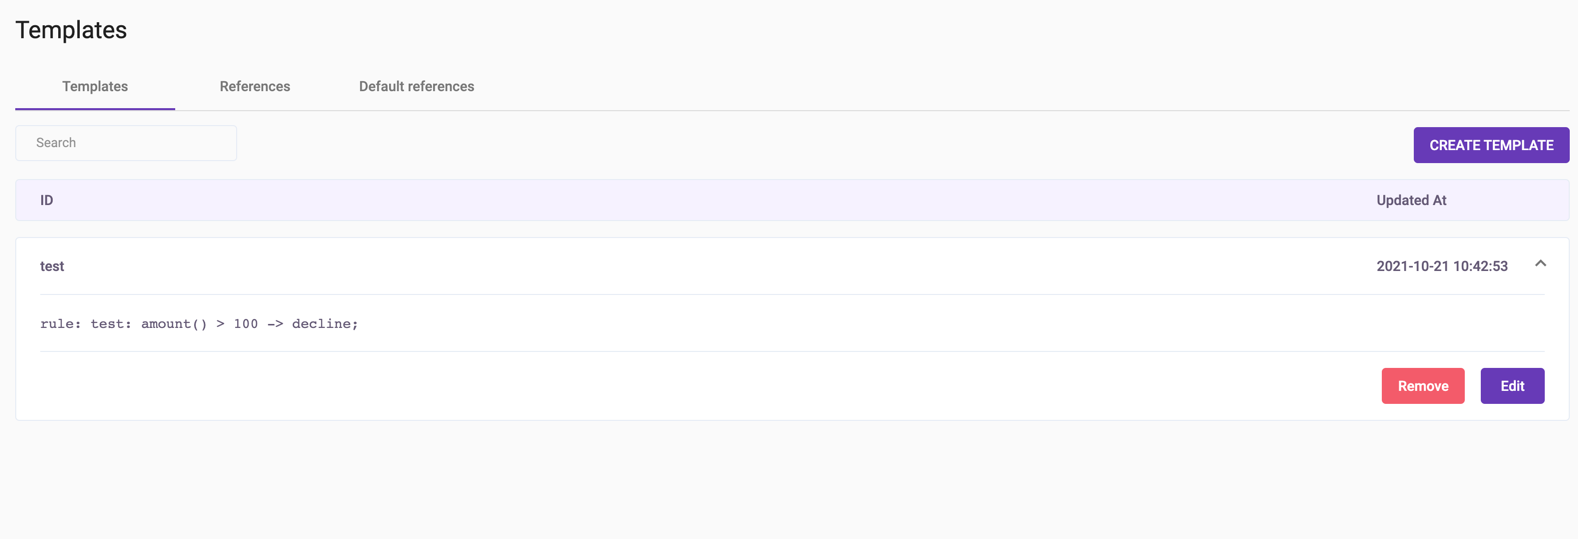 Templates
Templates References Default references
Search
CREATE TEMPLATE
ID Updated At
test 2021-10-21 10:42:53
rule: test: amount() > 100 -> decline;
Remove Edit